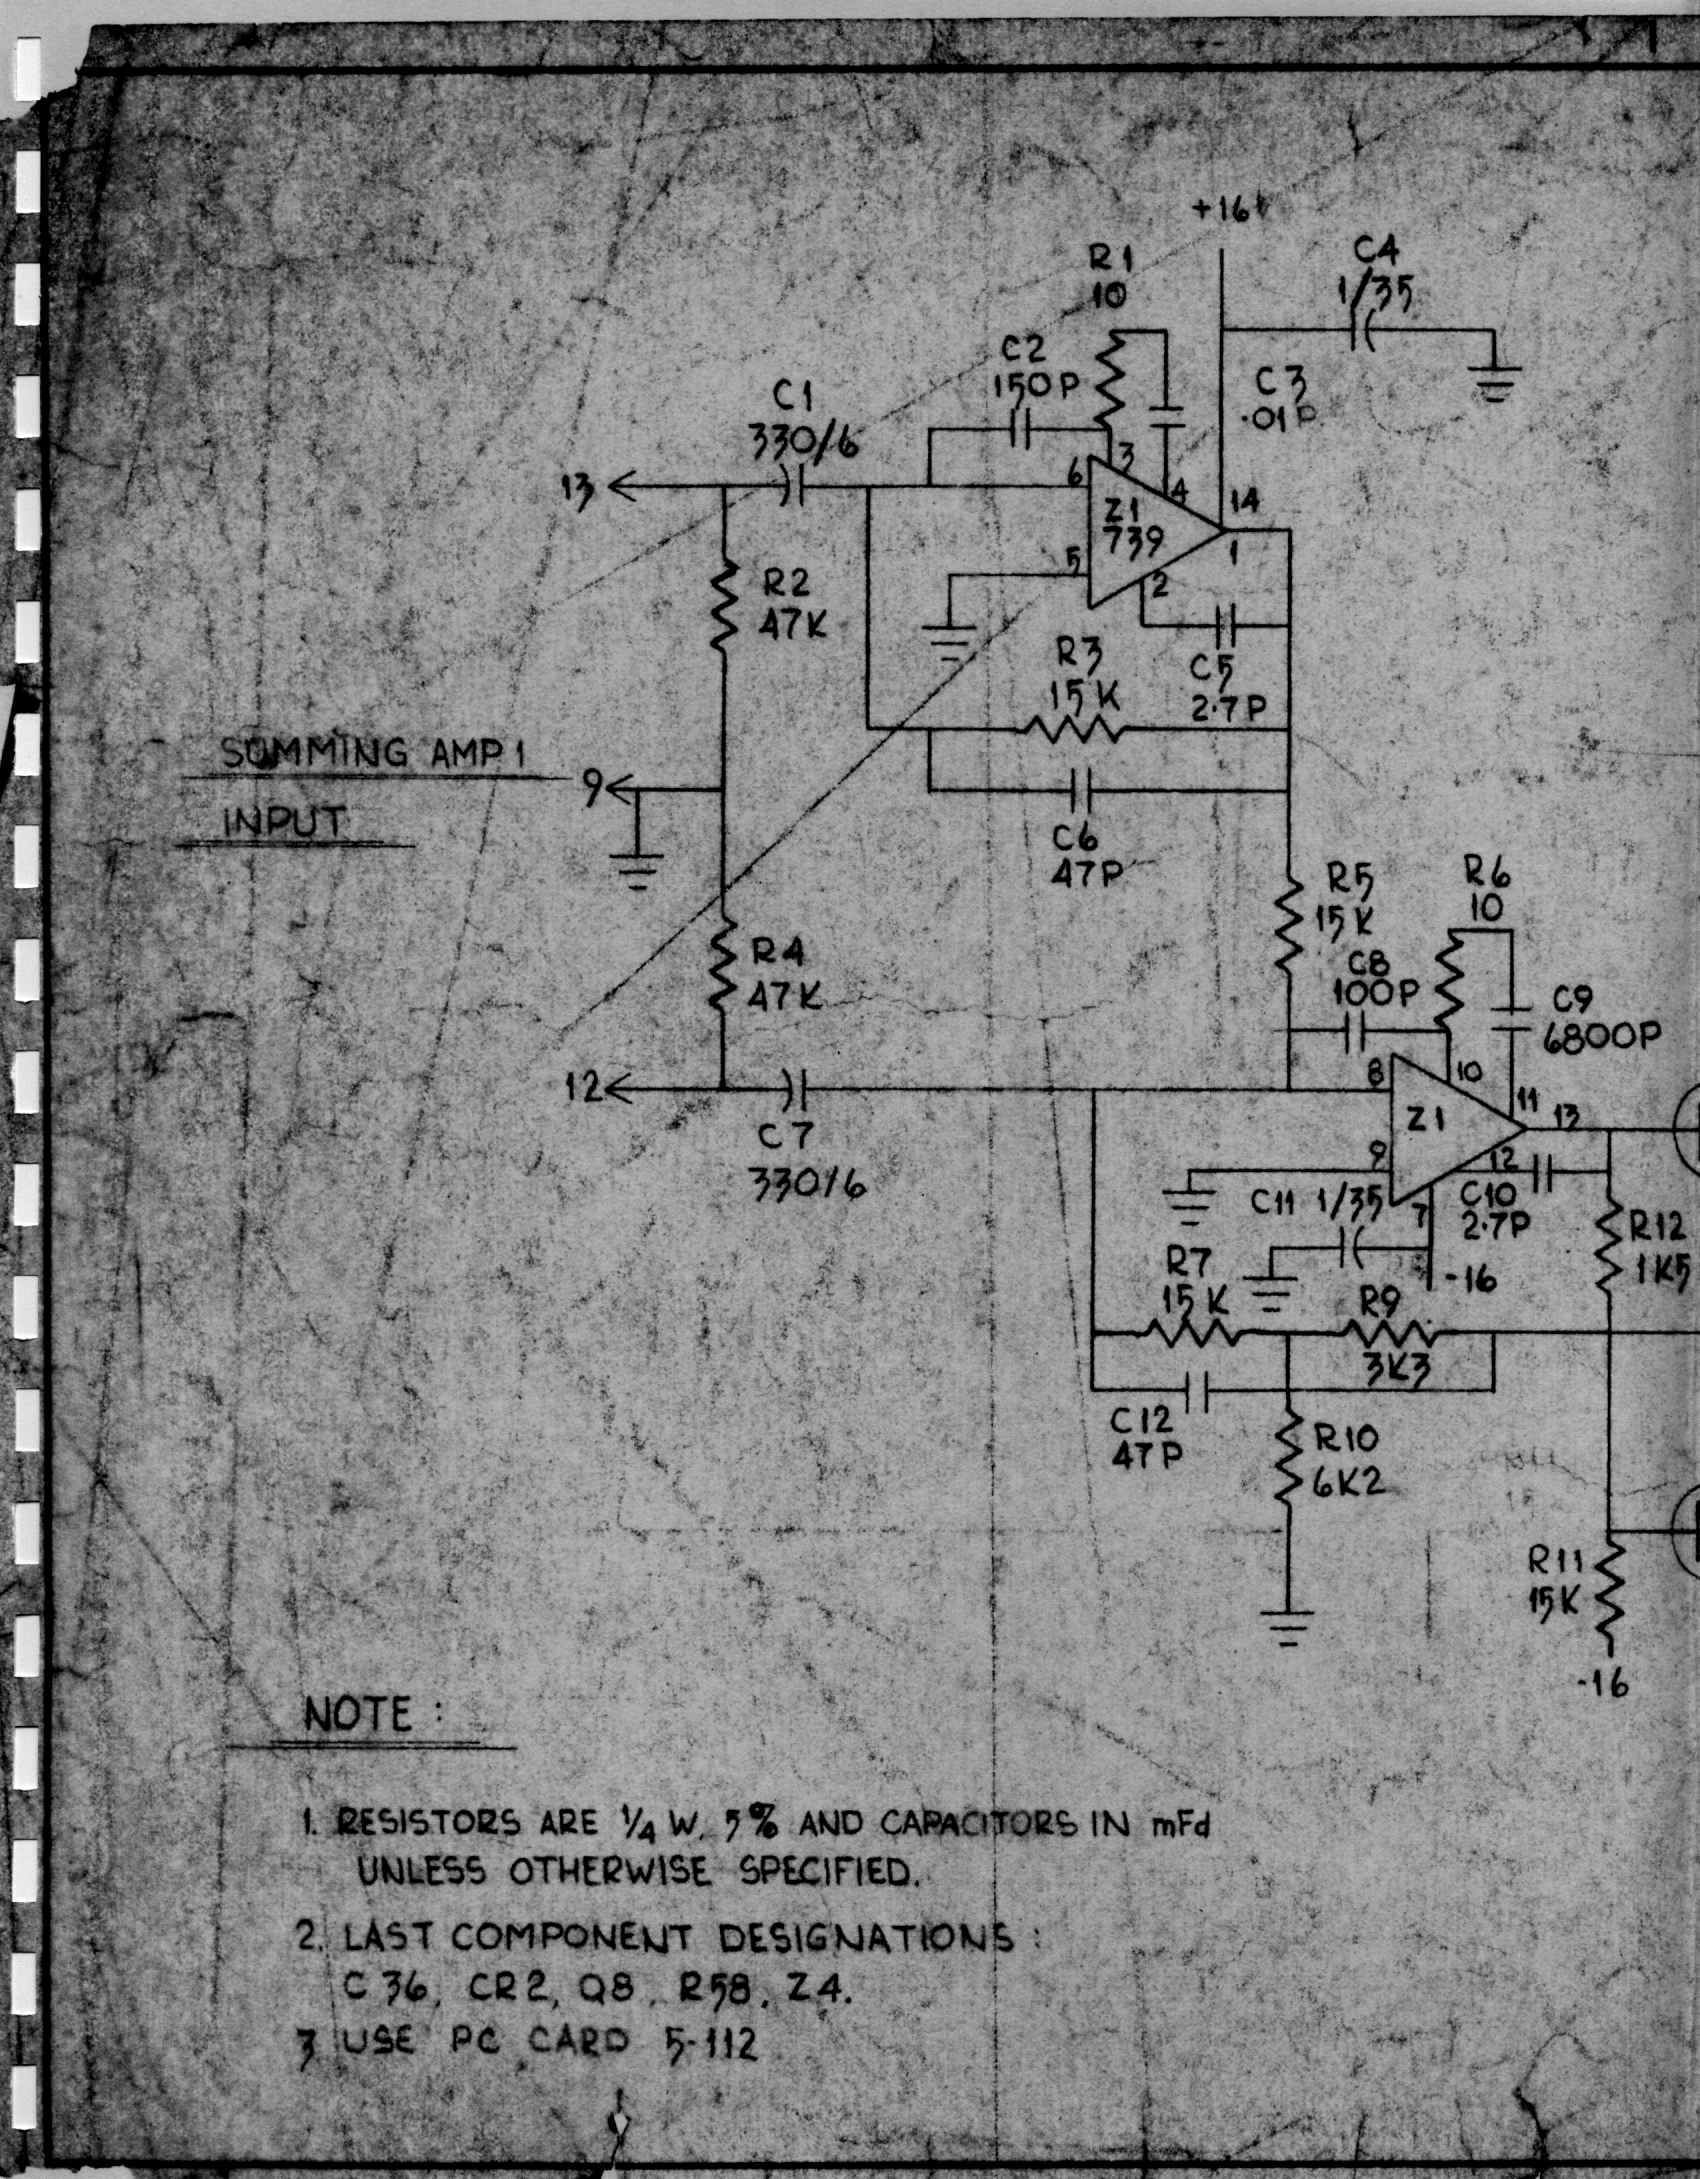 +16
R1
10
C4
1/35
C2
150P
C3
.01P
C1
330/6
13
6
3
4
14
Z1
739
5
2
1
R2
47K
R3
15K
C5
2.7P
SUMMING AMP 1
9
INPUT
C6
47P
R5
15K
R6
10
R4
47K
C8
100P
C9
6800P
12
8
10
11
13
Z1
C7
330/6
9
12
C11 1/35
7
C10
2.7P
R12
1K5
R7
15K
-16
R9
3K3
C12
47P
R10
6K2
R11
15K
-16
NOTE :
1. RESISTORS ARE 1/4 W. 5% AND CAPACITORS IN mFd
UNLESS OTHERWISE SPECIFIED.
2. LAST COMPONENT DESIGNATIONS :
C36, CR2, Q8, R58, Z4.
3 USE PC CARD 5-112